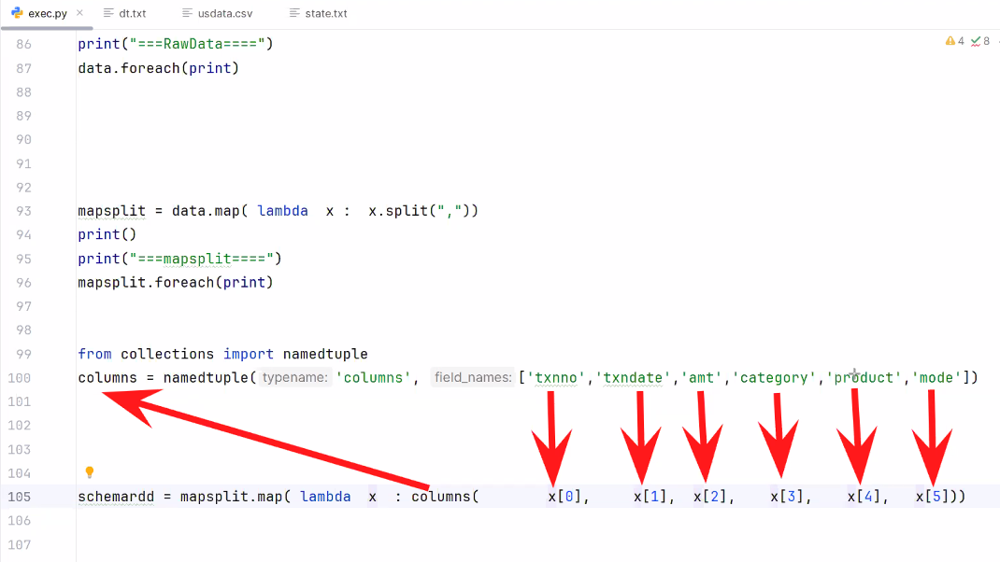 exec.py × dt.txt usdata.csv state.txt
86 print("===RawData====") 4 8
87 data.foreach(print)
88
89
90
91
92
93 mapsplit = data.map( lambda x : x.split(","))
94 print()
95 print("===mapsplit====")
96 mapsplit.foreach(print)
97
98
99 from collections import namedtuple
100 columns = namedtuple( typename: 'columns', field_names: ['txnno','txndate','amt','category','product','mode'])
101
102
103
104
105 schemardd = mapsplit.map( lambda x : columns( x[0], x[1], x[2], x[3], x[4], x[5]))
106
107